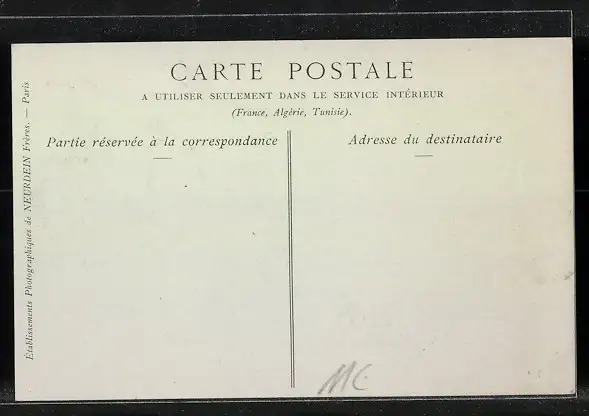 CARTE POSTALE
A UTILISER SEULEMENT DANS LE SERVICE INTÉRIEUR
(France, Algérie, Tunisie).
Partie réservée à la correspondance
Adresse du destinataire
Établissements Photographiques de NEURDEIN Frères. — Paris
MC